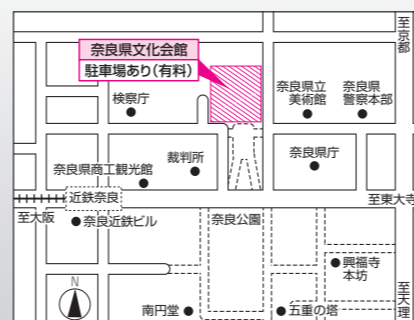 至京都
奈良県文化会館
駐車場あり(有料)
検察庁
奈良県立
美術館
奈良県
警察本部
奈良県商工観光館
裁判所
奈良県庁
近鉄奈良
至大阪
奈良近鉄ビル
奈良公園
至東大寺
興福寺
本坊
N
南円堂
五重の塔
至天理